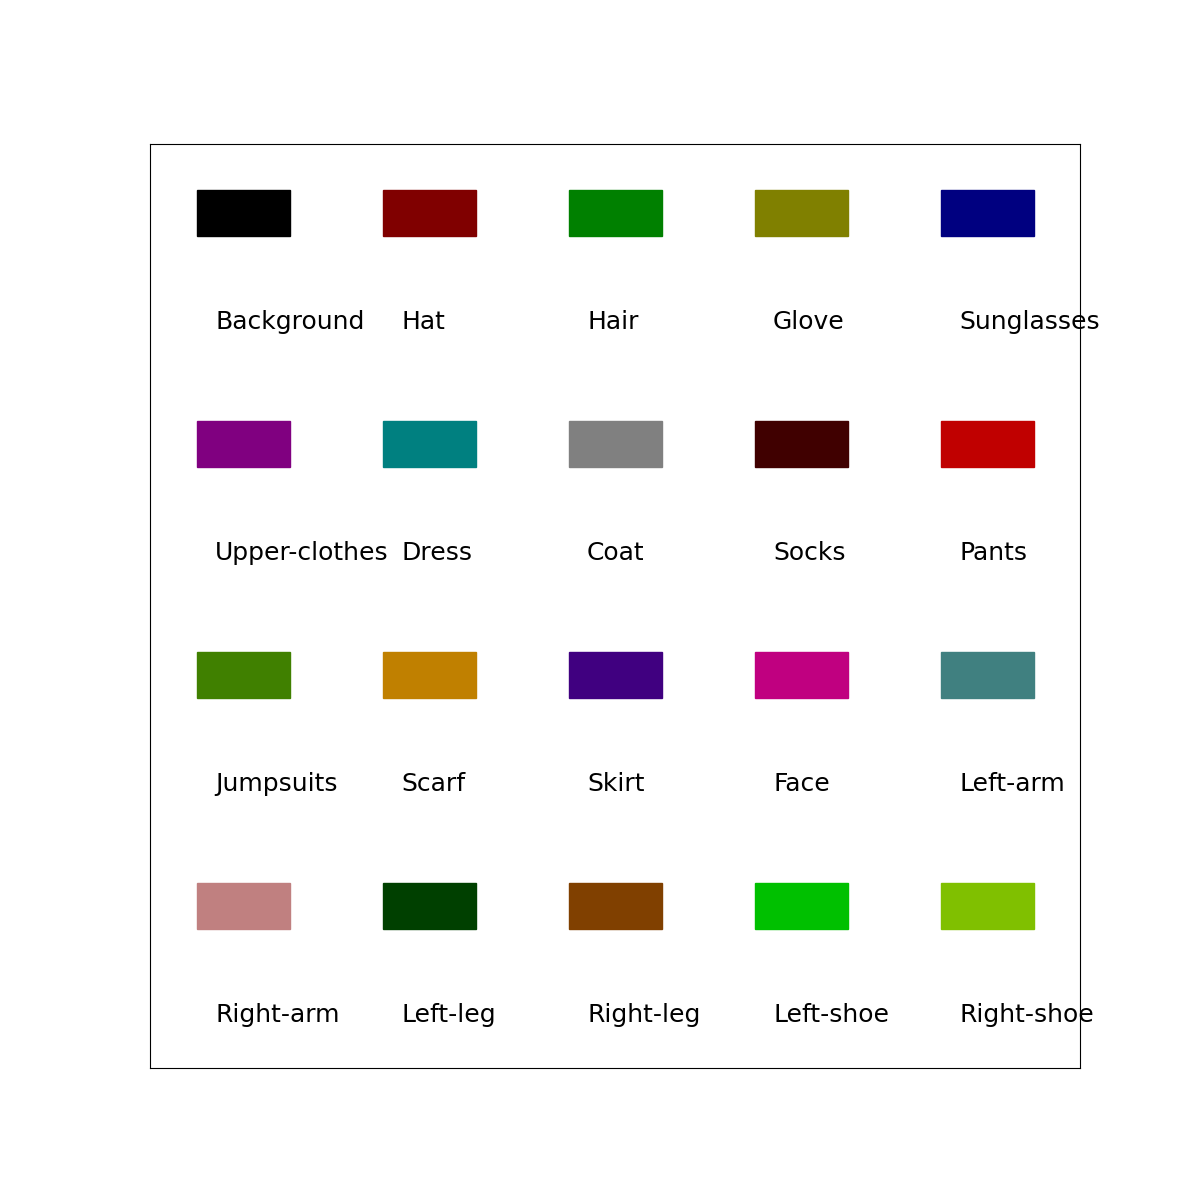 Background Hat Hair Glove Sunglasses
Upper-clothes Dress Coat Socks Pants
Jumpsuits Scarf Skirt Face Left-arm
Right-arm Left-leg Right-leg Left-shoe Right-shoe